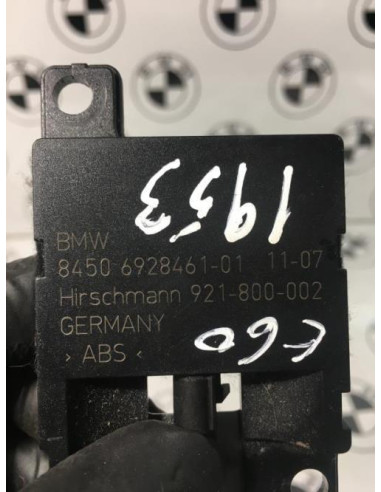 1953
BMW
8450 6928461-01 11-07
Hirschmann 921-800-002
GERMANY
> ABS <
E60